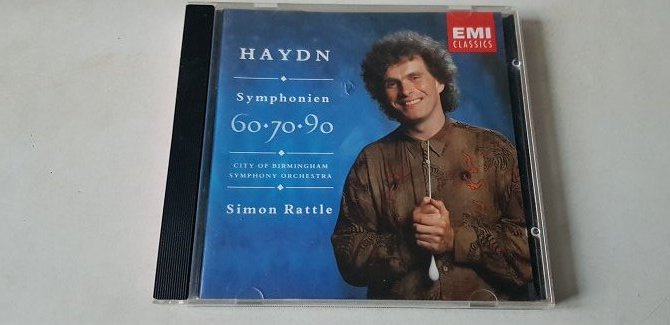 HAYDN
EMI
CLASSICS
Symphonien
60·70·90
CITY OF BIRMINGHAM
SYMPHONY ORCHESTRA
Simon Rattle